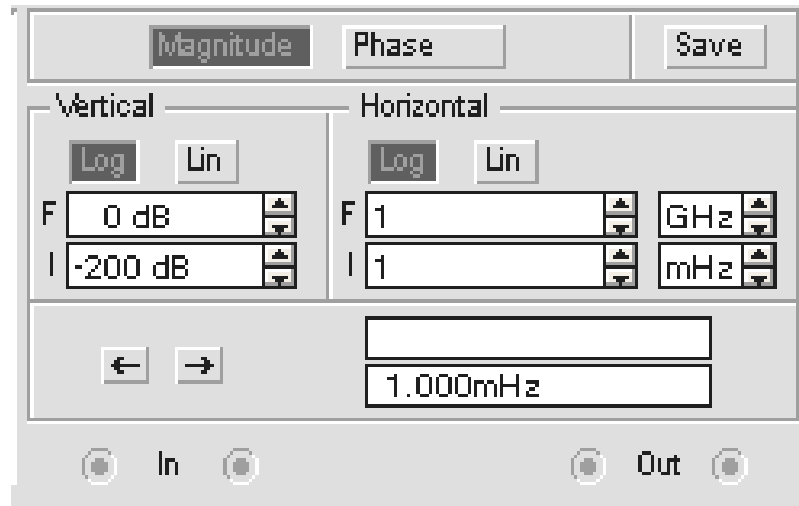 Magnitude Phase Save
Vertical Horizontal
Log Lin Log Lin
F 0 dB F 1 GHz
I -200 dB I 1 mHz
← →
1.000mHz
In Out